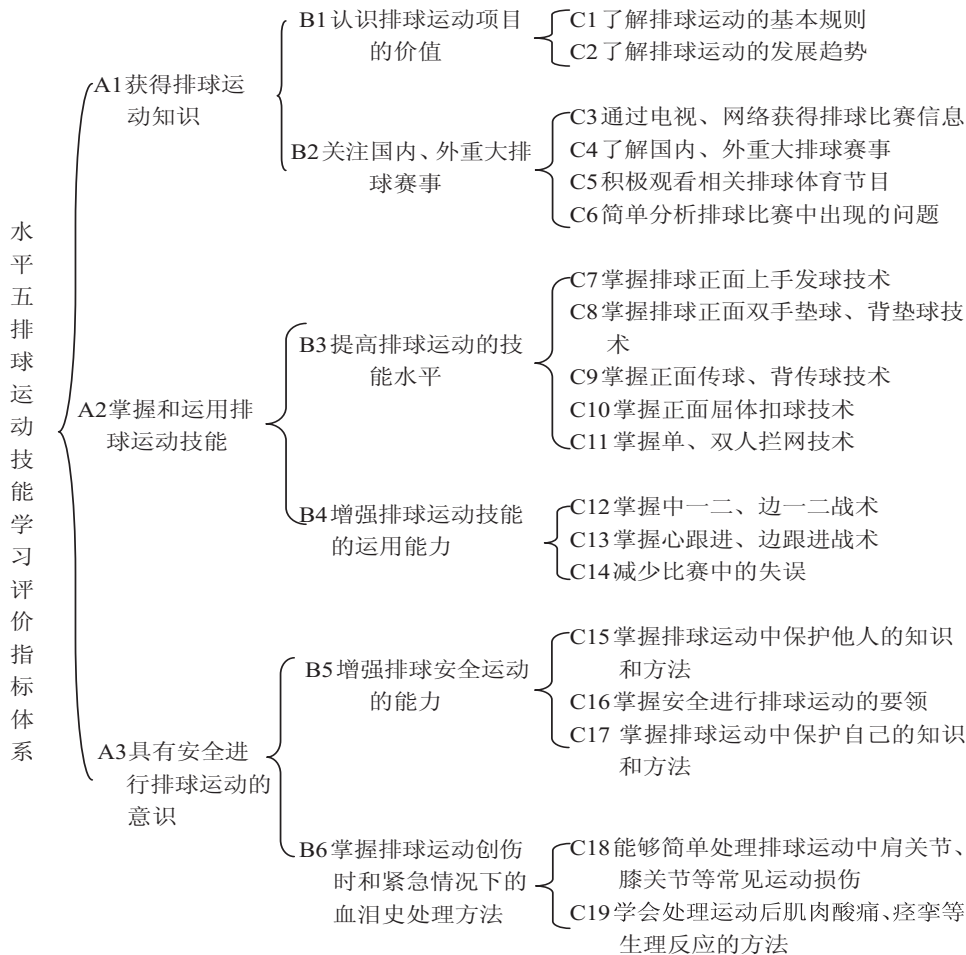 水平五排球运动技能学习评价指标体系
A1获得排球运
动知识
B1认识排球运动项目
的价值
C1了解排球运动的基本规则
C2了解排球运动的发展趋势
B2关注国内、外重大排
球赛事
C3通过电视、网络获得排球比赛信息
C4了解国内、外重大排球赛事
C5积极观看相关排球体育节目
C6简单分析排球比赛中出现的问题
A2掌握和运用排
球运动技能
B3提高排球运动的技
能水平
C7掌握排球正面上手发球技术
C8掌握排球正面双手垫球、背垫球技
术
C9掌握正面传球、背传球技术
C10掌握正面屈体扣球技术
C11掌握单、双人拦网技术
B4增强排球运动技能
的运用能力
C12掌握中一二、边一二战术
C13掌握心跟进、边跟进战术
C14减少比赛中的失误
A3具有安全进
行排球运动的
意识
B5增强排球安全运动
的能力
C15掌握排球运动中保护他人的知识
和方法
C16掌握安全进行排球运动的要领
C17 掌握排球运动中保护自己的知识
和方法
B6掌握排球运动创伤
时和紧急情况下的
血泪史处理方法
C18能够简单处理排球运动中肩关节、
膝关节等常见运动损伤
C19学会处理运动后肌肉酸痛、痉挛等
生理反应的方法